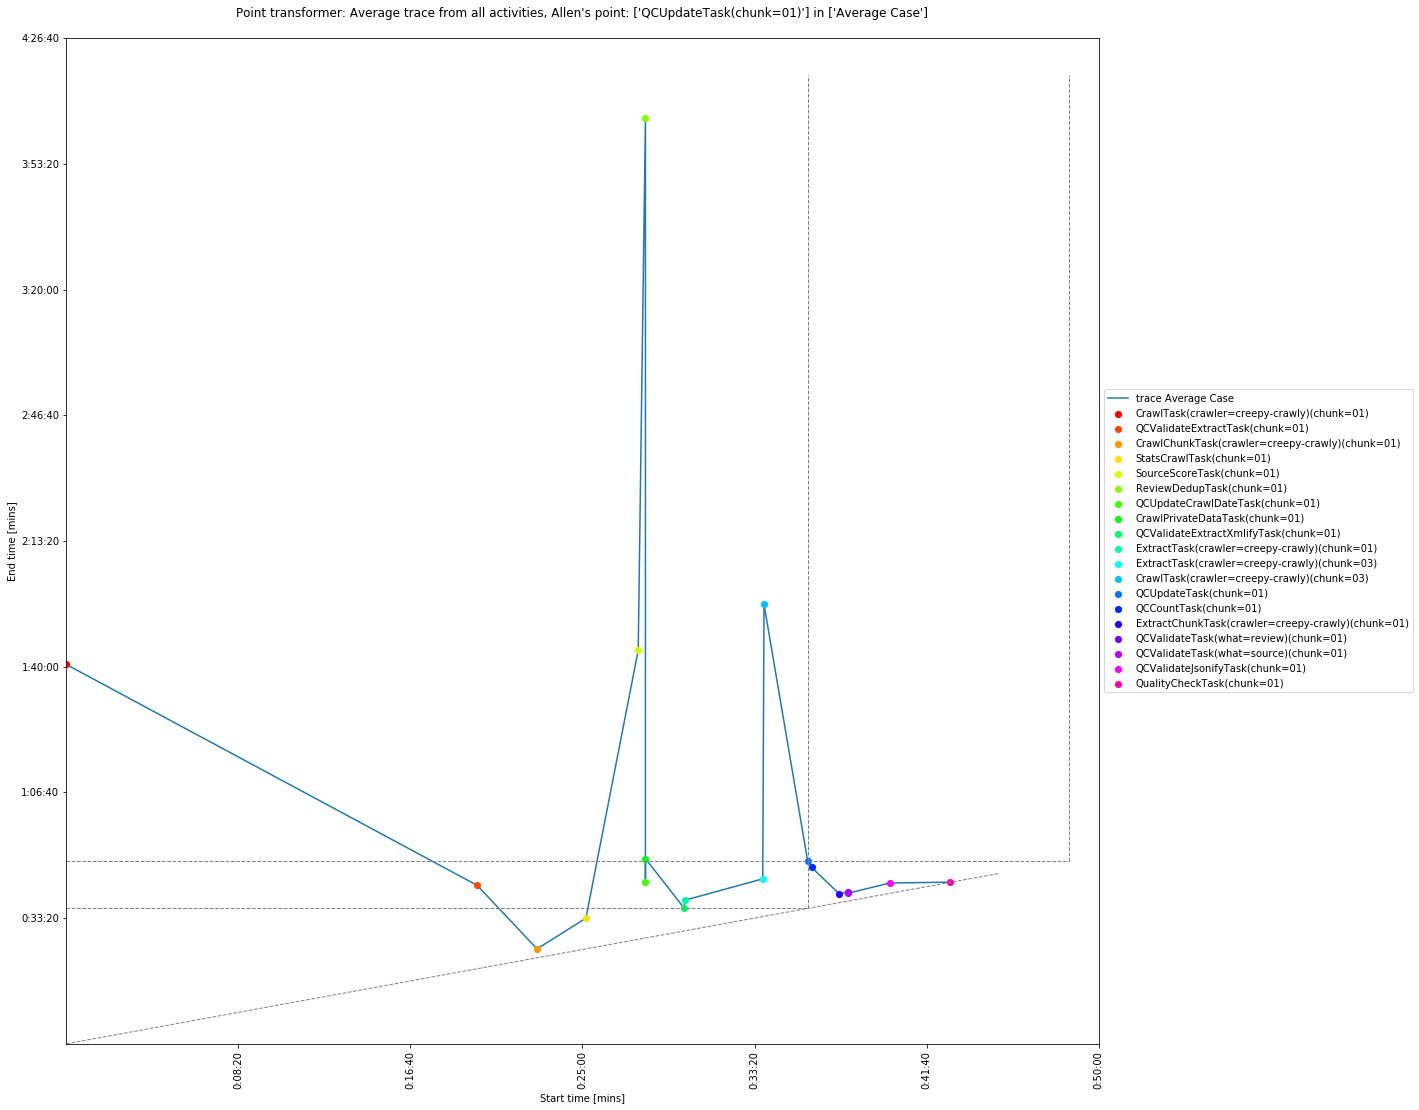 Point transformer: Average trace from all activities, Allen's point: ['QCUpdateTask(chunk=01)'] in ['Average Case']
4:26:40
3:53:20
3:20:00
2:46:40
2:13:20
1:40:00
1:06:40
0:33:20
End time [mins]
0:08:20
0:16:40
0:25:00
0:33:20
0:41:40
0:50:00
Start time [mins]
trace Average Case
CrawlTask(crawler=creepy-crawly)(chunk=01)
QCValidateExtractTask(chunk=01)
CrawlChunkTask(crawler=creepy-crawly)(chunk=01)
StatsCrawlTask(chunk=01)
SourceScoreTask(chunk=01)
ReviewDedupTask(chunk=01)
QCUpdateCrawlDateTask(chunk=01)
CrawlPrivateDataTask(chunk=01)
QCValidateExtractXmlifyTask(chunk=01)
ExtractTask(crawler=creepy-crawly)(chunk=01)
ExtractTask(crawler=creepy-crawly)(chunk=03)
CrawlTask(crawler=creepy-crawly)(chunk=03)
QCUpdateTask(chunk=01)
QCCountTask(chunk=01)
ExtractChunkTask(crawler=creepy-crawly)(chunk=01)
QCValidateTask(what=review)(chunk=01)
QCValidateTask(what=source)(chunk=01)
QCValidateJsonifyTask(chunk=01)
QualityCheckTask(chunk=01)